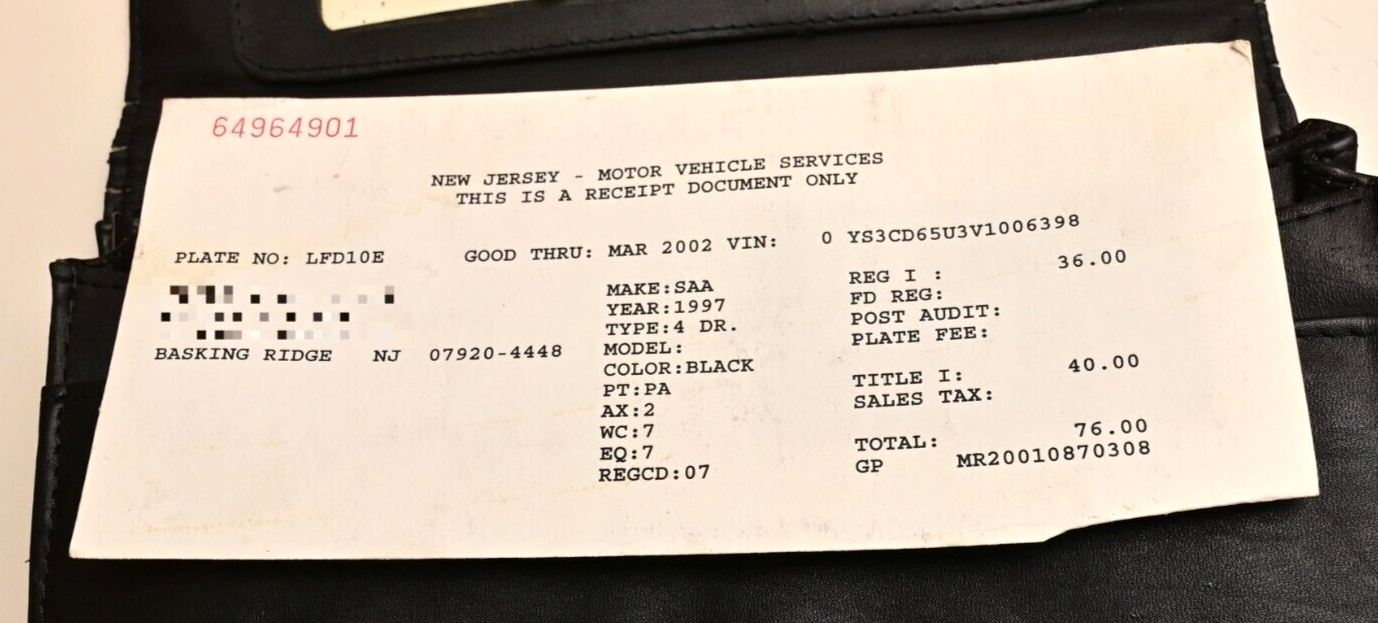 64964901
NEW JERSEY - MOTOR VEHICLE SERVICES
THIS IS A RECEIPT DOCUMENT ONLY
PLATE NO: LFD10E GOOD THRU: MAR 2002 VIN: 0 YS3CD65U3V1006398
BASKING RIDGE NJ 07920-4448
MAKE:SAA
YEAR:1997
TYPE:4 DR.
MODEL:
COLOR:BLACK
PT:PA
AX:2
WC:7
EQ:7
REGCD:07
REG I : 36.00
FD REG:
POST AUDIT:
PLATE FEE:
TITLE I: 40.00
SALES TAX:
TOTAL: 76.00
GP MR20010870308